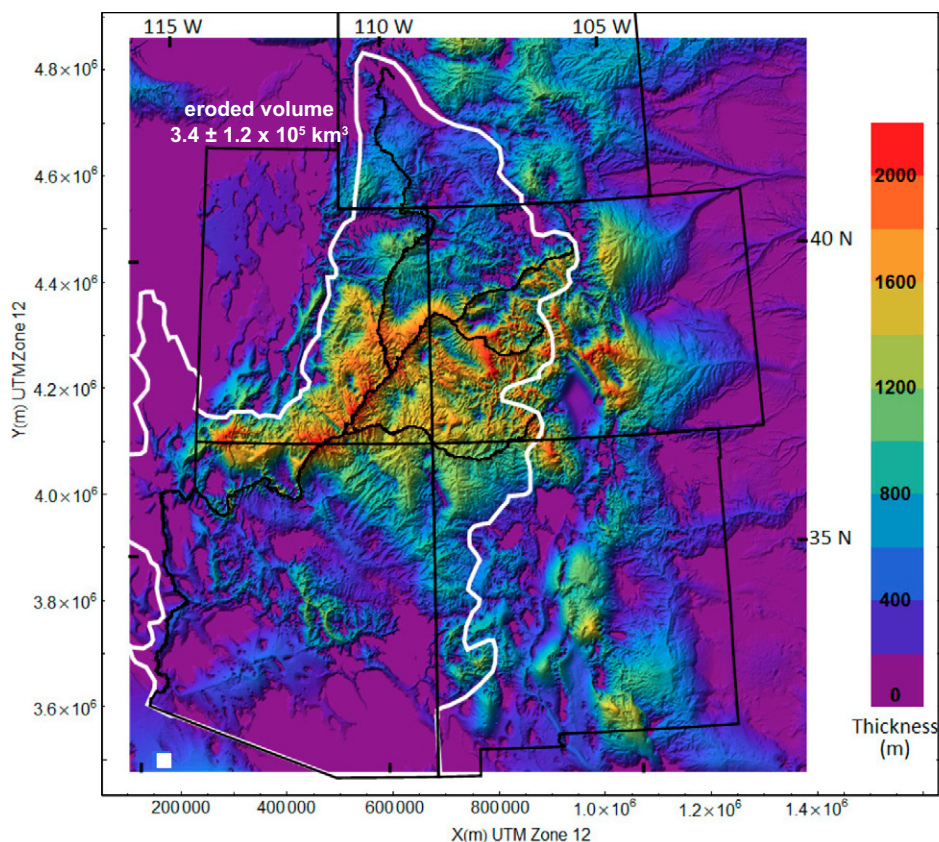 115 W 110 W 105 W
eroded volume
3.4 ± 1.2 x 10⁵ km³
4.8×10⁶
4.6×10⁶
4.4×10⁶
4.2×10⁶
4.0×10⁶
3.8×10⁶
3.6×10⁶
Y(m) UTMZone 12
40 N
35 N
2000
1600
1200
800
400
0
Thickness
(m)
200000 400000 600000 800000 1.0×10⁶ 1.2×10⁶ 1.4×10⁶ 1.6×10⁶
X(m) UTM Zone 12